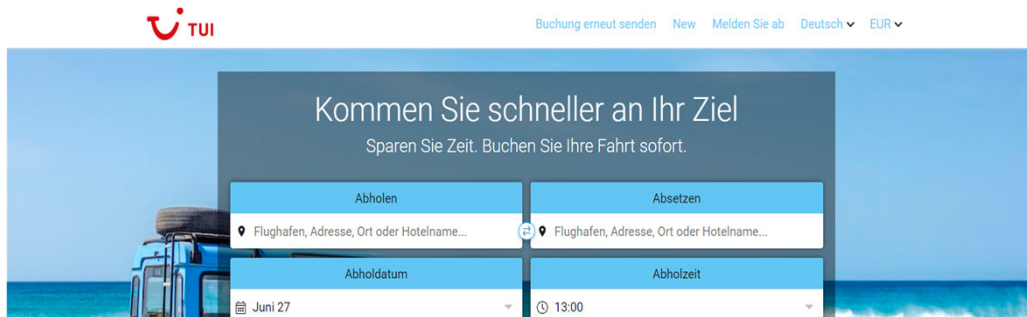 TUI
Buchung erneut senden New Melden Sie ab Deutsch EUR
Kommen Sie schneller an Ihr Ziel
Sparen Sie Zeit. Buchen Sie Ihre Fahrt sofort.
Abholen Absetzen
Flughafen, Adresse, Ort oder Hotelname... Flughafen, Adresse, Ort oder Hotelname...
Abholdatum Abholzeit
Juni 27 13:00